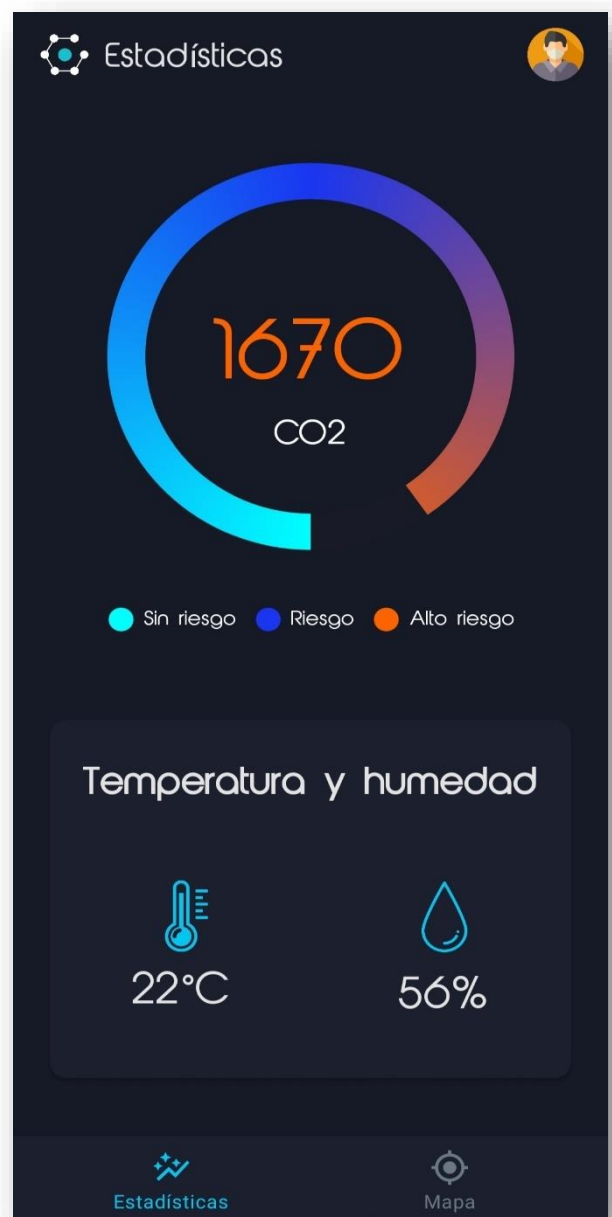 Estadísticas
1670
CO2
Sin riesgo Riesgo Alto riesgo
Temperatura y humedad
22°C 56%
Estadísticas Mapa